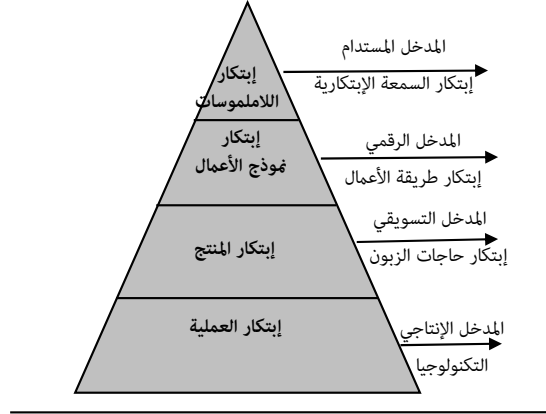 المدخل المستدام
إبتكار
اللاملموسات
إبتكار السمعة الإبتكارية
إبتكار
نموذج الأعمال
المدخل الرقمي
إبتكار طريقة الأعمال
المدخل التسويقي
إبتكار المنتج
إبتكار حاجات الزبون
إبتكار العملية
المدخل الإنتاجي
التكنولوجيا